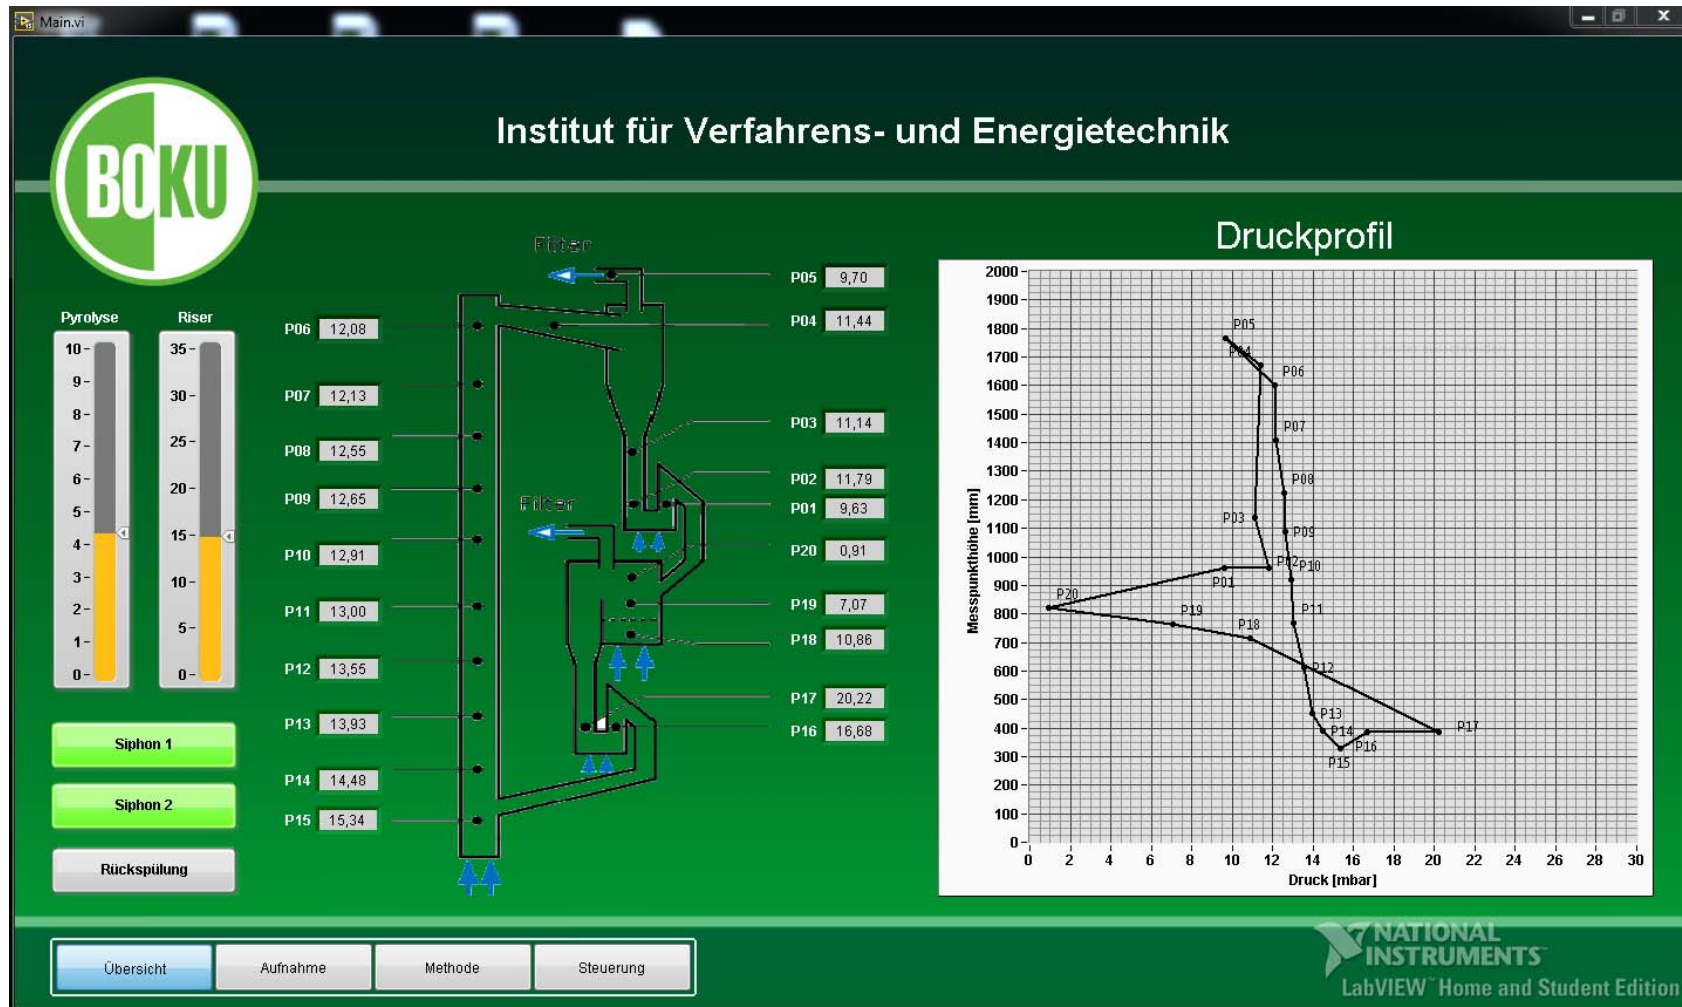 Main.vi
BOKU
Institut für Verfahrens- und Energietechnik
Pyrolyse
10
9
8
7
6
5
4
3
2
1
0
Riser
35
30
25
20
15
10
5
0
Siphon 1
Siphon 2
Rückspülung
P06 12,08
P07 12,13
P08 12,55
P09 12,65
P10 12,91
P11 13,00
P12 13,55
P13 13,93
P14 14,48
P15 15,34
Filter
Filter
P05 9,70
P04 11,44
P03 11,14
P02 11,79
P01 9,63
P20 0,91
P19 7,07
P18 10,86
P17 20,22
P16 16,68
Druckprofil
Messpunkthöhe [mm]
2000
1900
1800
1700
1600
1500
1400
1300
1200
1100
1000
900
800
700
600
500
400
300
200
100
0
P05
P04
P06
P07
P08
P03
P09
P02
P10
P01
P20
P19
P11
P18
P12
P13
P17
P14
P16
P15
0 2 4 6 8 10 12 14 16 18 20 22 24 26 28 30
Druck [mbar]
Übersicht
Aufnahme
Methode
Steuerung
NATIONAL
INSTRUMENTS™
LabVIEW™ Home and Student Edition